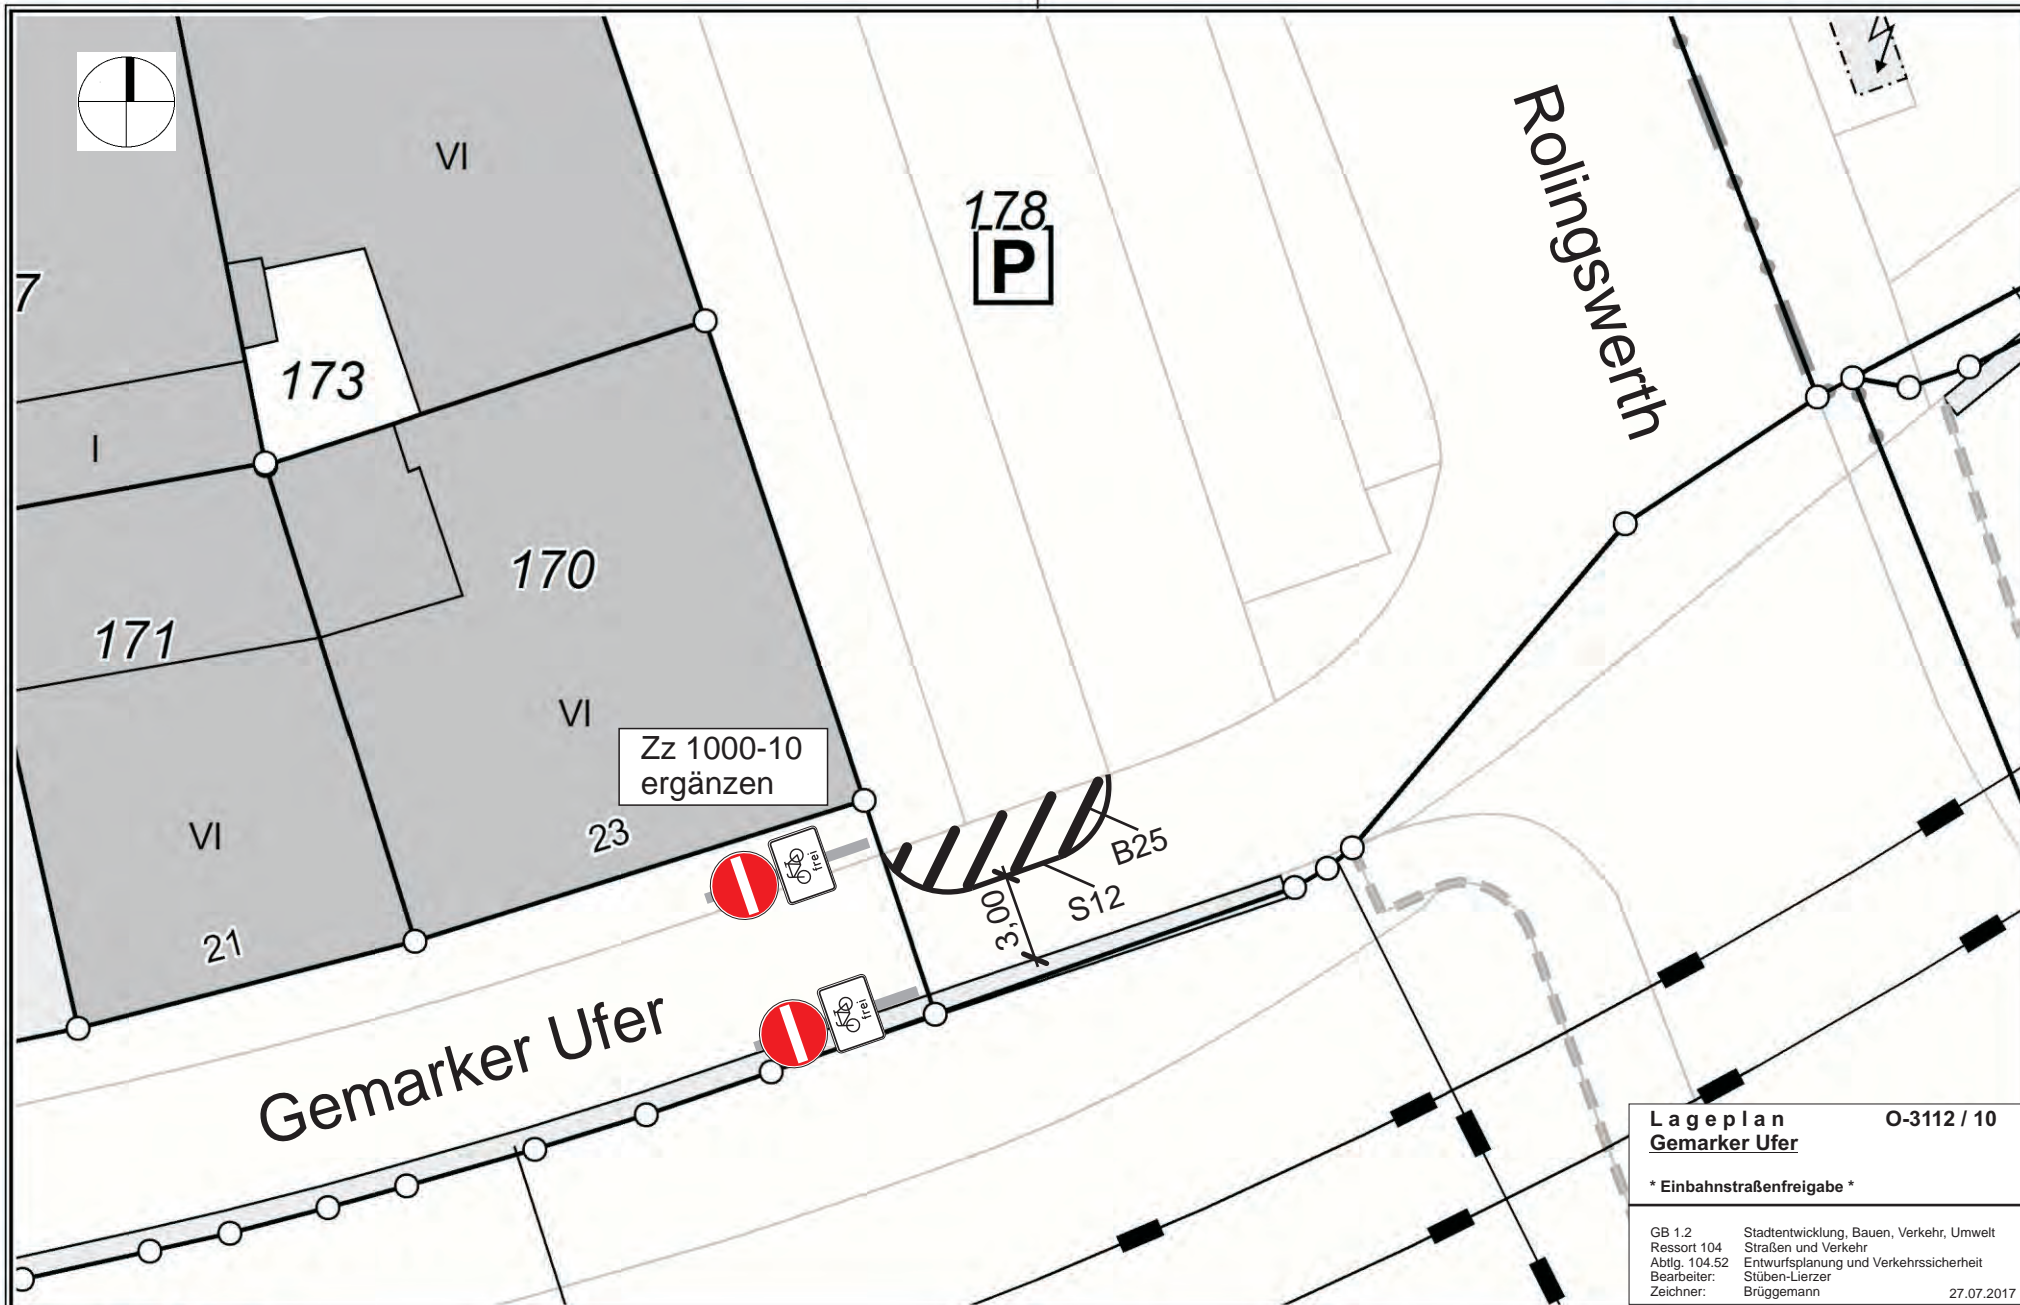 VI
178
P
Rolingswerth
7
173
I
170
171
VI
Zz 1000-10
ergänzen
VI
23
21
frei
B25
S12
3,00
frei
Gemarker Ufer
Lageplan O-3112 / 10
Gemarker Ufer
* Einbahnstraßenfreigabe *
GB 1.2 Stadtentwicklung, Bauen, Verkehr, Umwelt
Ressort 104 Straßen und Verkehr
Abtlg. 104.52 Entwurfsplanung und Verkehrssicherheit
Bearbeiter: Stüben-Lierzer
Zeichner: Brüggemann 27.07.2017